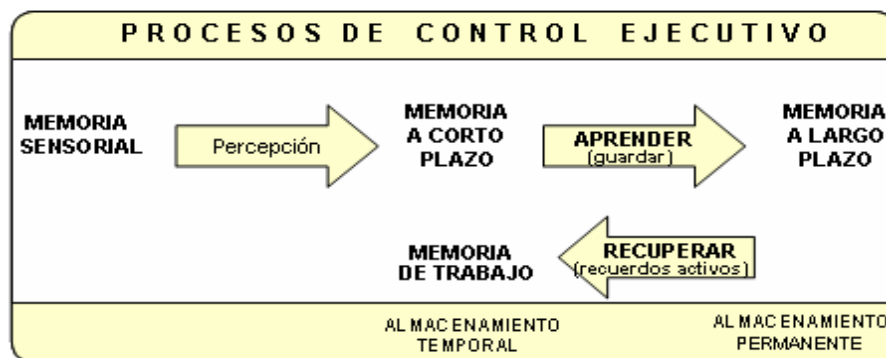 PROCESOS DE CONTROL EJECUTIVO
MEMORIA
SENSORIAL
Percepción
MEMORIA
A CORTO
PLAZO
APRENDER
(guardar)
MEMORIA
A LARGO
PLAZO
MEMORIA
DE TRABAJO
RECUPERAR
(recuerdos activos)
ALMACENAMIENTO
TEMPORAL
ALMACENAMIENTO
PERMANENTE